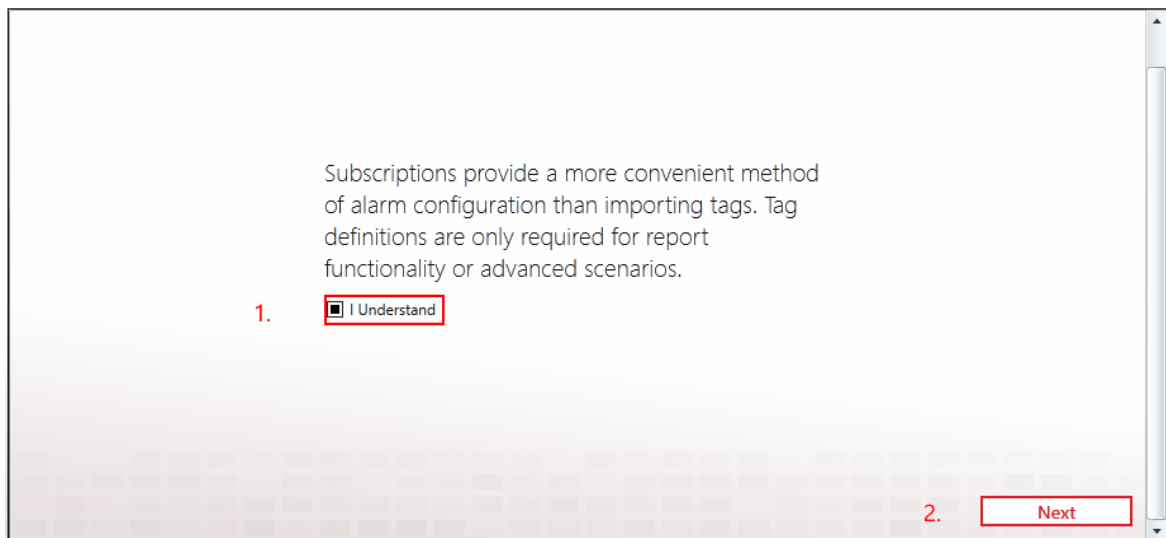 Subscriptions provide a more convenient method
of alarm configuration than importing tags. Tag
definitions are only required for report
functionality or advanced scenarios.
1. I Understand
2. Next